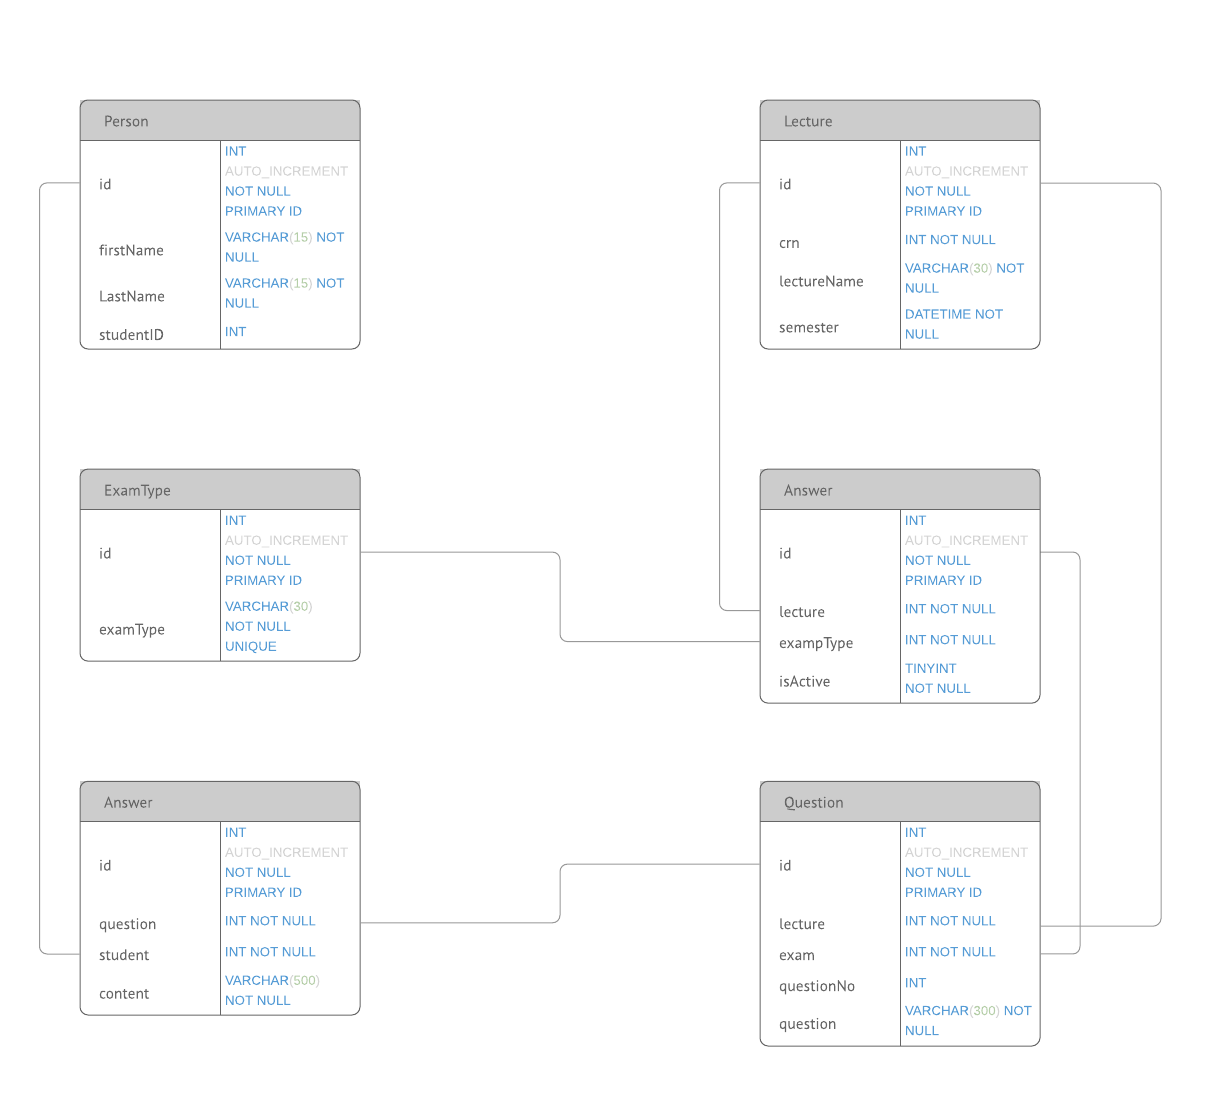 Person
id
INT
AUTO_INCREMENT
NOT NULL
PRIMARY ID
firstName
VARCHAR(15) NOT
NULL
LastName
VARCHAR(15) NOT
NULL
studentID
INT
Lecture
id
INT
AUTO_INCREMENT
NOT NULL
PRIMARY ID
crn
INT NOT NULL
lectureName
VARCHAR(30) NOT
NULL
semester
DATETIME NOT
NULL
ExamType
id
INT
AUTO_INCREMENT
NOT NULL
PRIMARY ID
examType
VARCHAR(30)
NOT NULL
UNIQUE
Answer
id
INT
AUTO_INCREMENT
NOT NULL
PRIMARY ID
lecture
INT NOT NULL
exampType
INT NOT NULL
isActive
TINYINT
NOT NULL
Answer
id
INT
AUTO_INCREMENT
NOT NULL
PRIMARY ID
question
INT NOT NULL
student
INT NOT NULL
content
VARCHAR(500)
NOT NULL
Question
id
INT
AUTO_INCREMENT
NOT NULL
PRIMARY ID
lecture
INT NOT NULL
exam
INT NOT NULL
questionNo
INT
question
VARCHAR(300) NOT
NULL